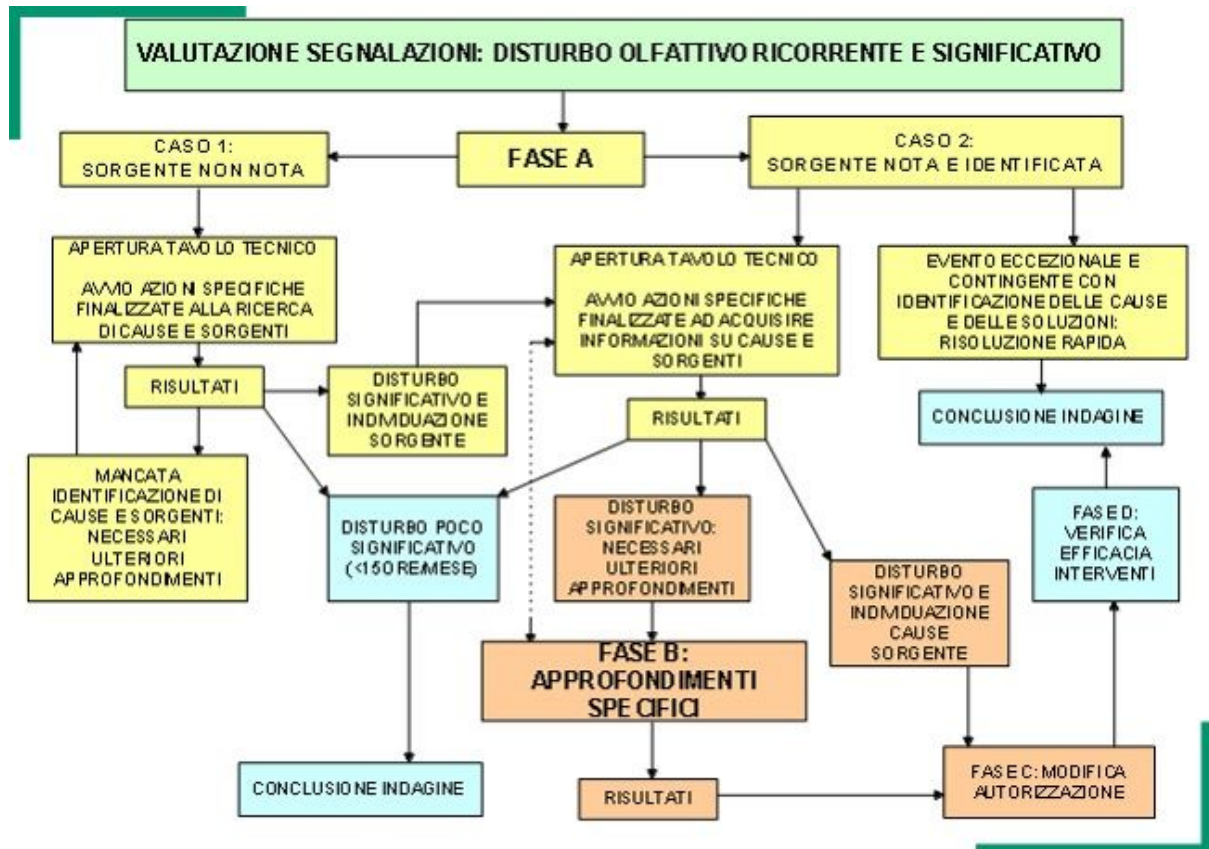 VALUTAZIONE SEGNALAZIONI: DISTURBO OLFATTIVO RICORRENTE E SIGNIFICATIVO
CASO 1:
SORGENTE NON NOTA
FASE A
CASO 2:
SORGENTE NOTA E IDENTIFICATA
APERTURA TAVOLO TECNICO
AVVIO AZIONI SPECIFICHE
FINALIZZATE ALLA RICERCA
DI CAUSE E SORGENTI
APERTURA TAVOLO TECNICO
AVVIO AZIONI SPECIFICHE
FINALIZZATE AD ACQUISIRE
INFORMAZIONI SU CAUSE E
SORGENTI
EVENTO ECCEZIONALE E
CONTINGENTE CON
IDENTIFICAZIONE DELLE CAUSE
E DELLE SOLUZIONI:
RISOLUZIONE RAPIDA
RISULTATI
DISTURBO
SIGNIFICATIVO E
INDIVIDUAZIONE
SORGENTE
RISULTATI
CONCLUSIONE INDAGINE
MANCATA
IDENTIFICAZIONE DI
CAUSE E SORGENTI:
NECESSARI
ULTERIORI
APPROFONDIMENTI
DISTURBO POCO
SIGNIFICATIVO
(<15 ORE/MESE)
DISTURBO
SIGNIFICATIVO:
NECESSARI
ULTERIORI
APPROFONDIMENTI
DISTURBO
SIGNIFICATIVO E
INDIVIDUAZIONE
CAUSE
SORGENTE
FASE D:
VERIFICA
EFFICACIA
INTERVENTI
FASE B:
APPROFONDIMENTI
SPECIFICI
CONCLUSIONE INDAGINE
RISULTATI
FASE C: MODIFICA
AUTORIZZAZIONE